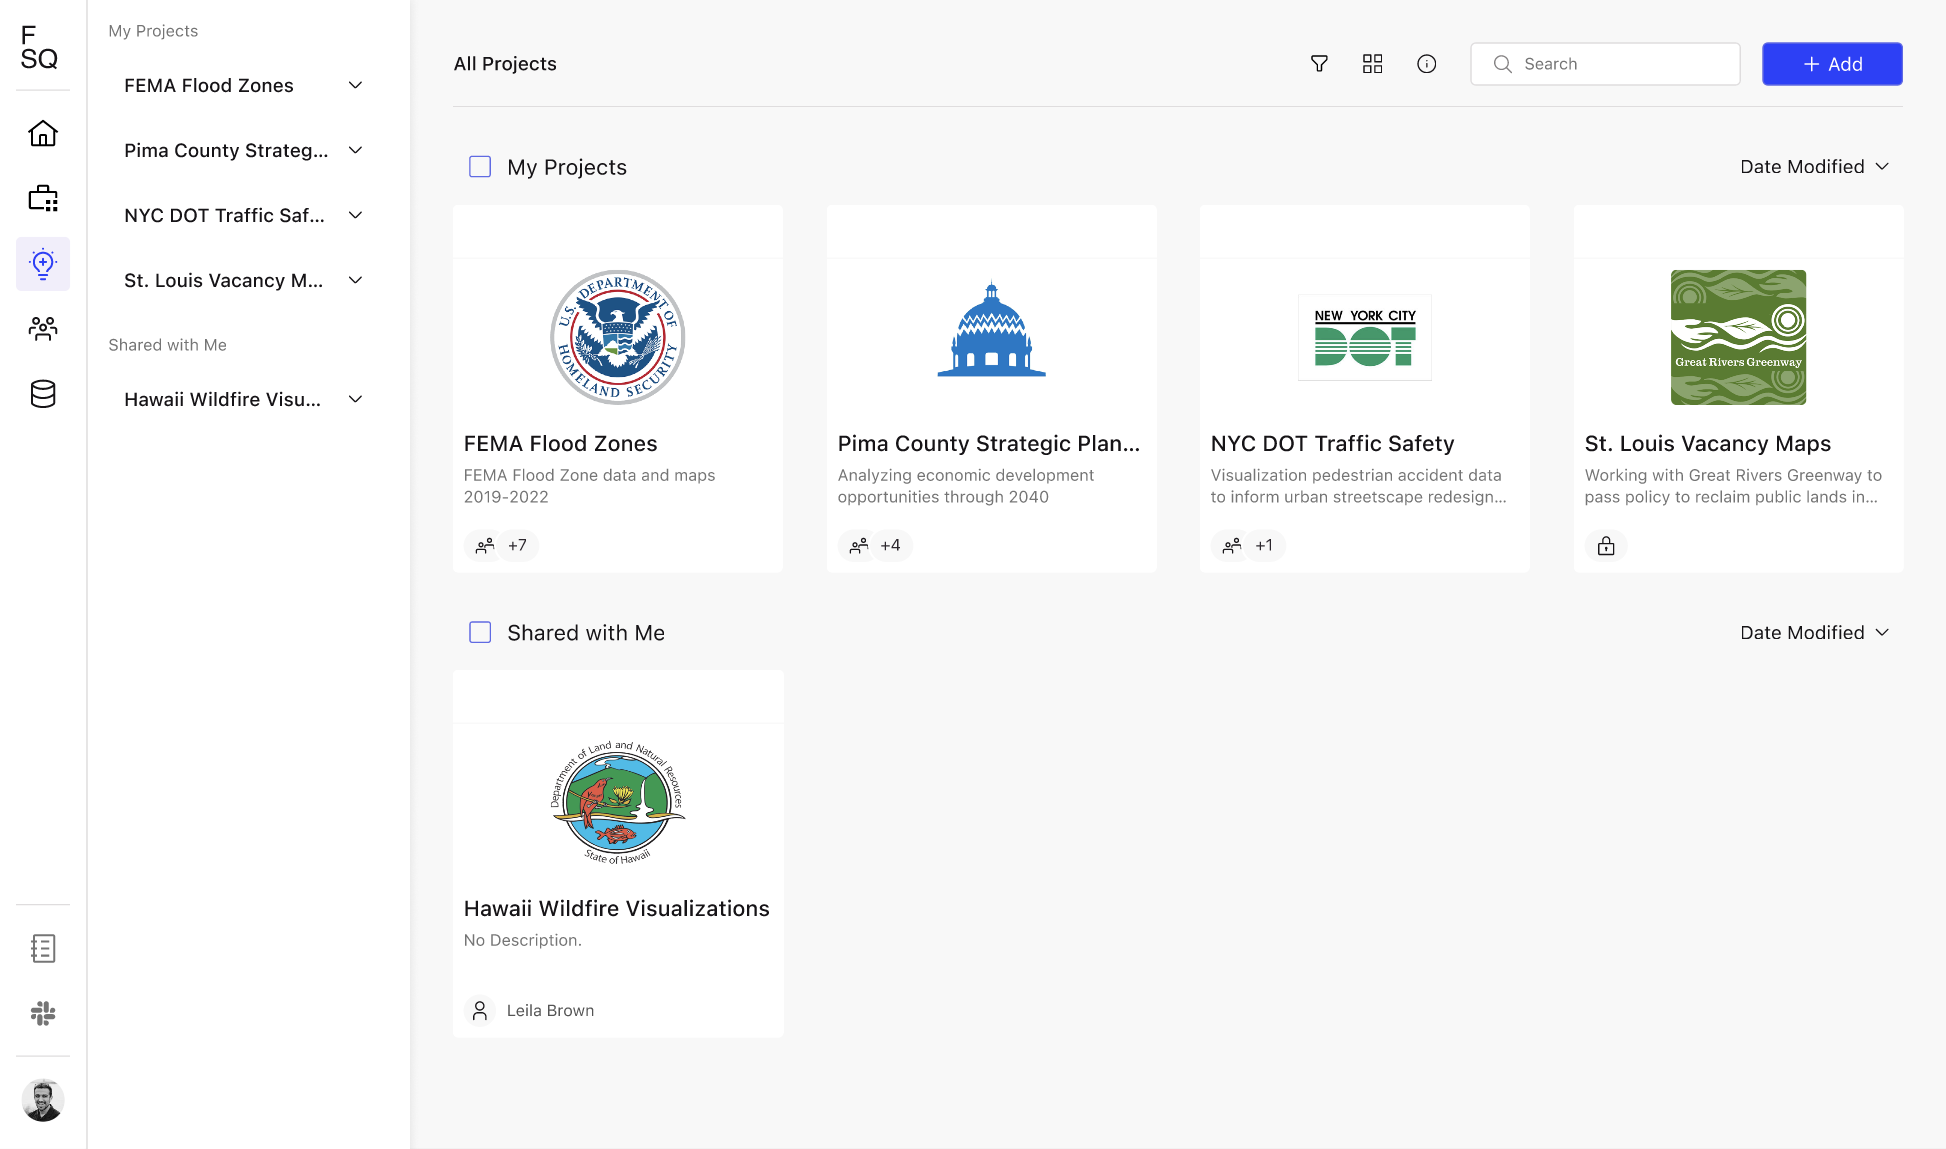 F
SQ
My Projects
FEMA Flood Zones
Pima County Strateg...
NYC DOT Traffic Saf...
St. Louis Vacancy M...
Shared with Me
Hawaii Wildfire Visu...
All Projects
Search
+ Add
My Projects
Date Modified
U.S. DEPARTMENT OF
HOMELAND SECURITY
FEMA Flood Zones
FEMA Flood Zone data and maps
2019-2022
+7
Pima County Strategic Plan...
Analyzing economic development
opportunities through 2040
+4
NEW YORK CITY
DOT
NYC DOT Traffic Safety
Visualization pedestrian accident data
to inform urban streetscape redesign...
+1
Great Rivers Greenway
St. Louis Vacancy Maps
Working with Great Rivers Greenway to
pass policy to reclaim public lands in...
Shared with Me
Date Modified
Department of Land and Natural Resources
State of Hawaii
Hawaii Wildfire Visualizations
No Description.
Leila Brown